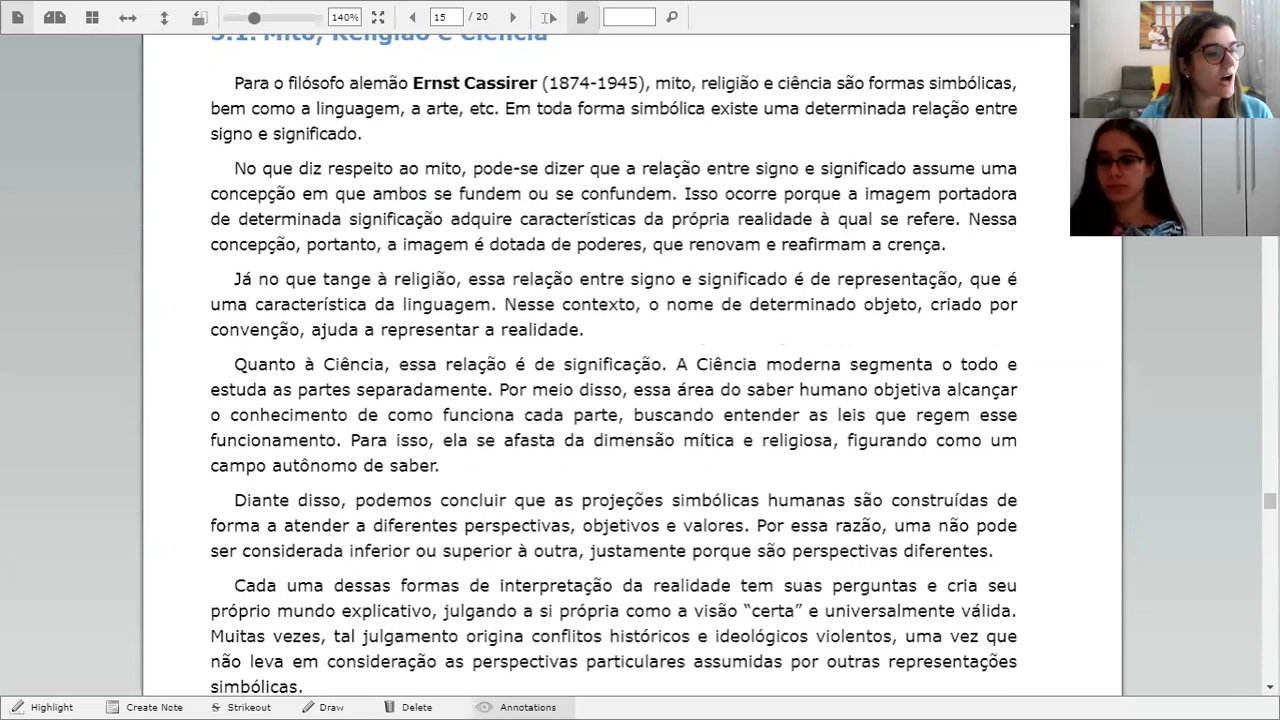 140%
15 / 20
3.1. Mito, Religião e Ciência
Para o filósofo alemão Ernst Cassirer (1874-1945), mito, religião e ciência são formas simbólicas,
bem como a linguagem, a arte, etc. Em toda forma simbólica existe uma determinada relação entre
signo e significado.
No que diz respeito ao mito, pode-se dizer que a relação entre signo e significado assume uma
concepção em que ambos se fundem ou se confundem. Isso ocorre porque a imagem portadora
de determinada significação adquire características da própria realidade à qual se refere. Nessa
concepção, portanto, a imagem é dotada de poderes, que renovam e reafirmam a crença.
Já no que tange à religião, essa relação entre signo e significado é de representação, que é
uma característica da linguagem. Nesse contexto, o nome de determinado objeto, criado por
convenção, ajuda a representar a realidade.
Quanto à Ciência, essa relação é de significação. A Ciência moderna segmenta o todo e
estuda as partes separadamente. Por meio disso, essa área do saber humano objetiva alcançar
o conhecimento de como funciona cada parte, buscando entender as leis que regem esse
funcionamento. Para isso, ela se afasta da dimensão mítica e religiosa, figurando como um
campo autônomo de saber.
Diante disso, podemos concluir que as projeções simbólicas humanas são construídas de
forma a atender a diferentes perspectivas, objetivos e valores. Por essa razão, uma não pode
ser considerada inferior ou superior à outra, justamente porque são perspectivas diferentes.
Cada uma dessas formas de interpretação da realidade tem suas perguntas e cria seu
próprio mundo explicativo, julgando a si própria como a visão “certa” e universalmente válida.
Muitas vezes, tal julgamento origina conflitos históricos e ideológicos violentos, uma vez que
não leva em consideração as perspectivas particulares assumidas por outras representações
simbólicas.
Highlight Create Note Strikeout Draw Delete Annotations